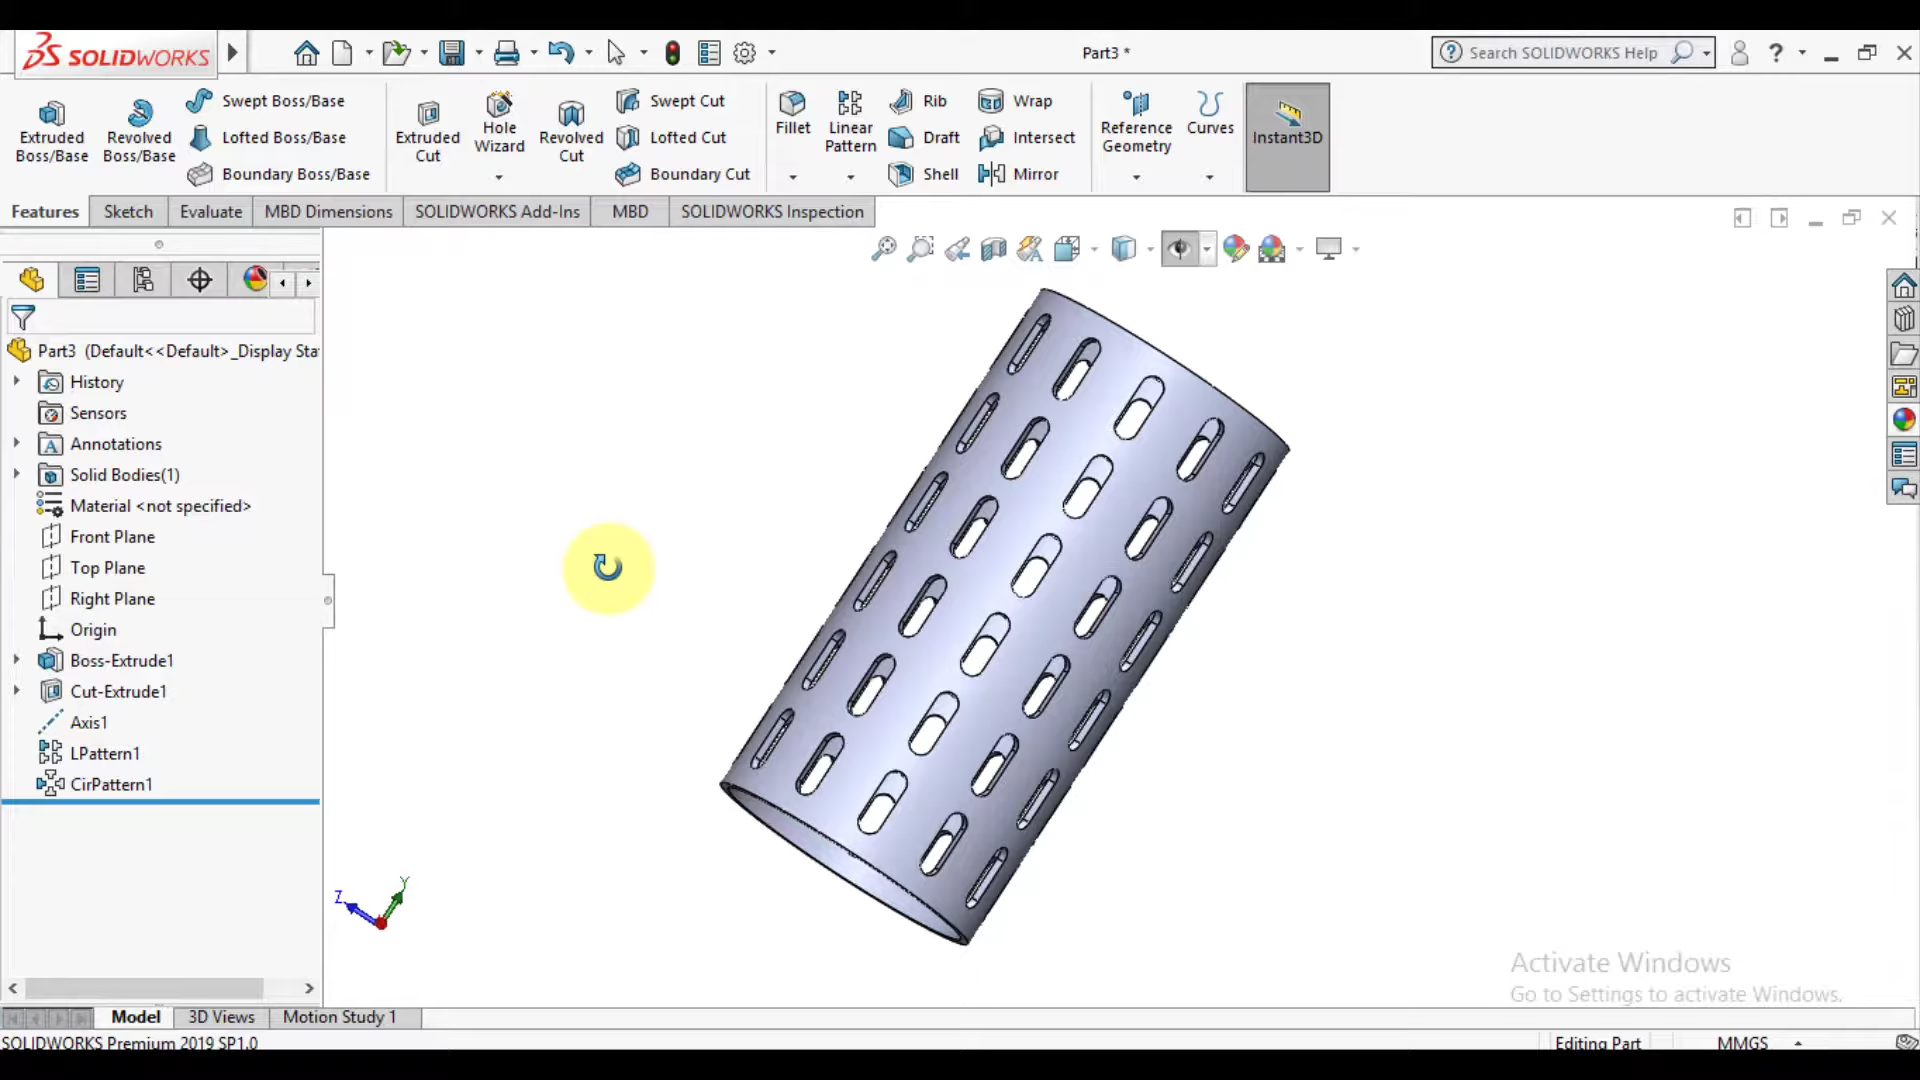 SOLIDWORKS
Part3 *
Search SOLIDWORKS Help
Extruded Boss/Base
Revolved Boss/Base
Swept Boss/Base
Lofted Boss/Base
Boundary Boss/Base
Extruded Cut
Hole Wizard
Revolved Cut
Swept Cut
Lofted Cut
Boundary Cut
Fillet
Linear Pattern
Rib
Draft
Shell
Wrap
Intersect
Mirror
Reference Geometry
Curves
Instant3D
Features
Sketch
Evaluate
MBD Dimensions
SOLIDWORKS Add-Ins
MBD
SOLIDWORKS Inspection
Part3 (Default<<Default>_Display Sta
History
Sensors
Annotations
Solid Bodies(1)
Material <not specified>
Front Plane
Top Plane
Right Plane
Origin
Boss-Extrude1
Cut-Extrude1
Axis1
LPattern1
CirPattern1
Z
Y
Activate Windows
Go to Settings to activate Windows.
Model
3D Views
Motion Study 1
SOLIDWORKS Premium 2019 SP1.0
Editing Part
MMGS